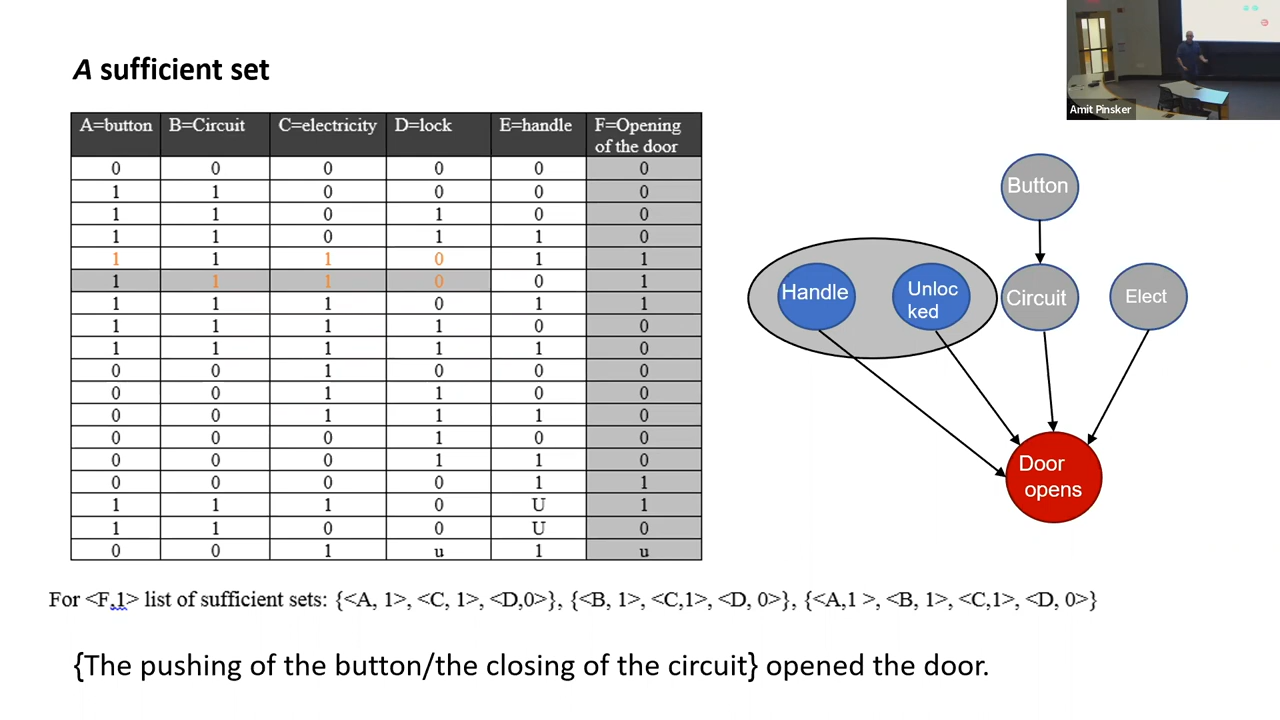 A sufficient set
Amit Pinsker
A=button B=Circuit C=electricity D=lock E=handle F=Opening of the door
0 0 0 0 0 0
1 1 0 0 0 0
1 1 0 1 0 0
1 1 0 1 1 0
1 1 1 0 1 1
1 1 1 0 0 1
1 1 1 0 1 1
1 1 1 1 0 0
1 1 1 1 1 0
0 0 1 0 0 0
0 0 1 1 0 0
0 0 1 1 1 0
0 0 0 1 0 0
0 0 0 1 1 0
0 0 0 0 1 1
1 1 1 0 U 1
1 1 0 0 U 0
0 0 1 u 1 u
Button
Handle
Unloc
ked
Circuit
Elect
Door
opens
For <F,1> list of sufficient sets: {<A, 1>, <C, 1>, <D,0>}, {<B, 1>, <C,1>, <D, 0>}, {<A,1 >, <B, 1>, <C,1>, <D, 0>}
{The pushing of the button/the closing of the circuit} opened the door.